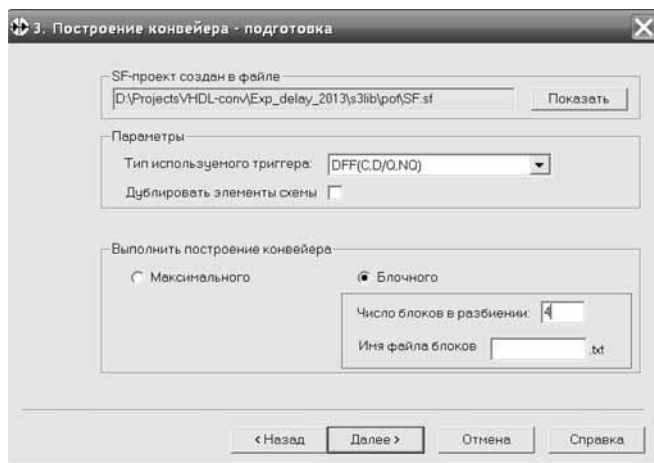 3. Построение конвейера - подготовка
SF-проект создан в файле
D:\ProjectsVHDL-conv\Exp_delay_2013\s3lib\pof\SF.sf
Показать
Параметры
Тип используемого триггера: DFF(C,D/Q,NQ)
Дублировать элементы схемы
Выполнить построение конвейера
Максимального Блочного
Число блоков в разбиении: 4
Имя файла блоков .txt
< Назад Далее > Отмена Справка